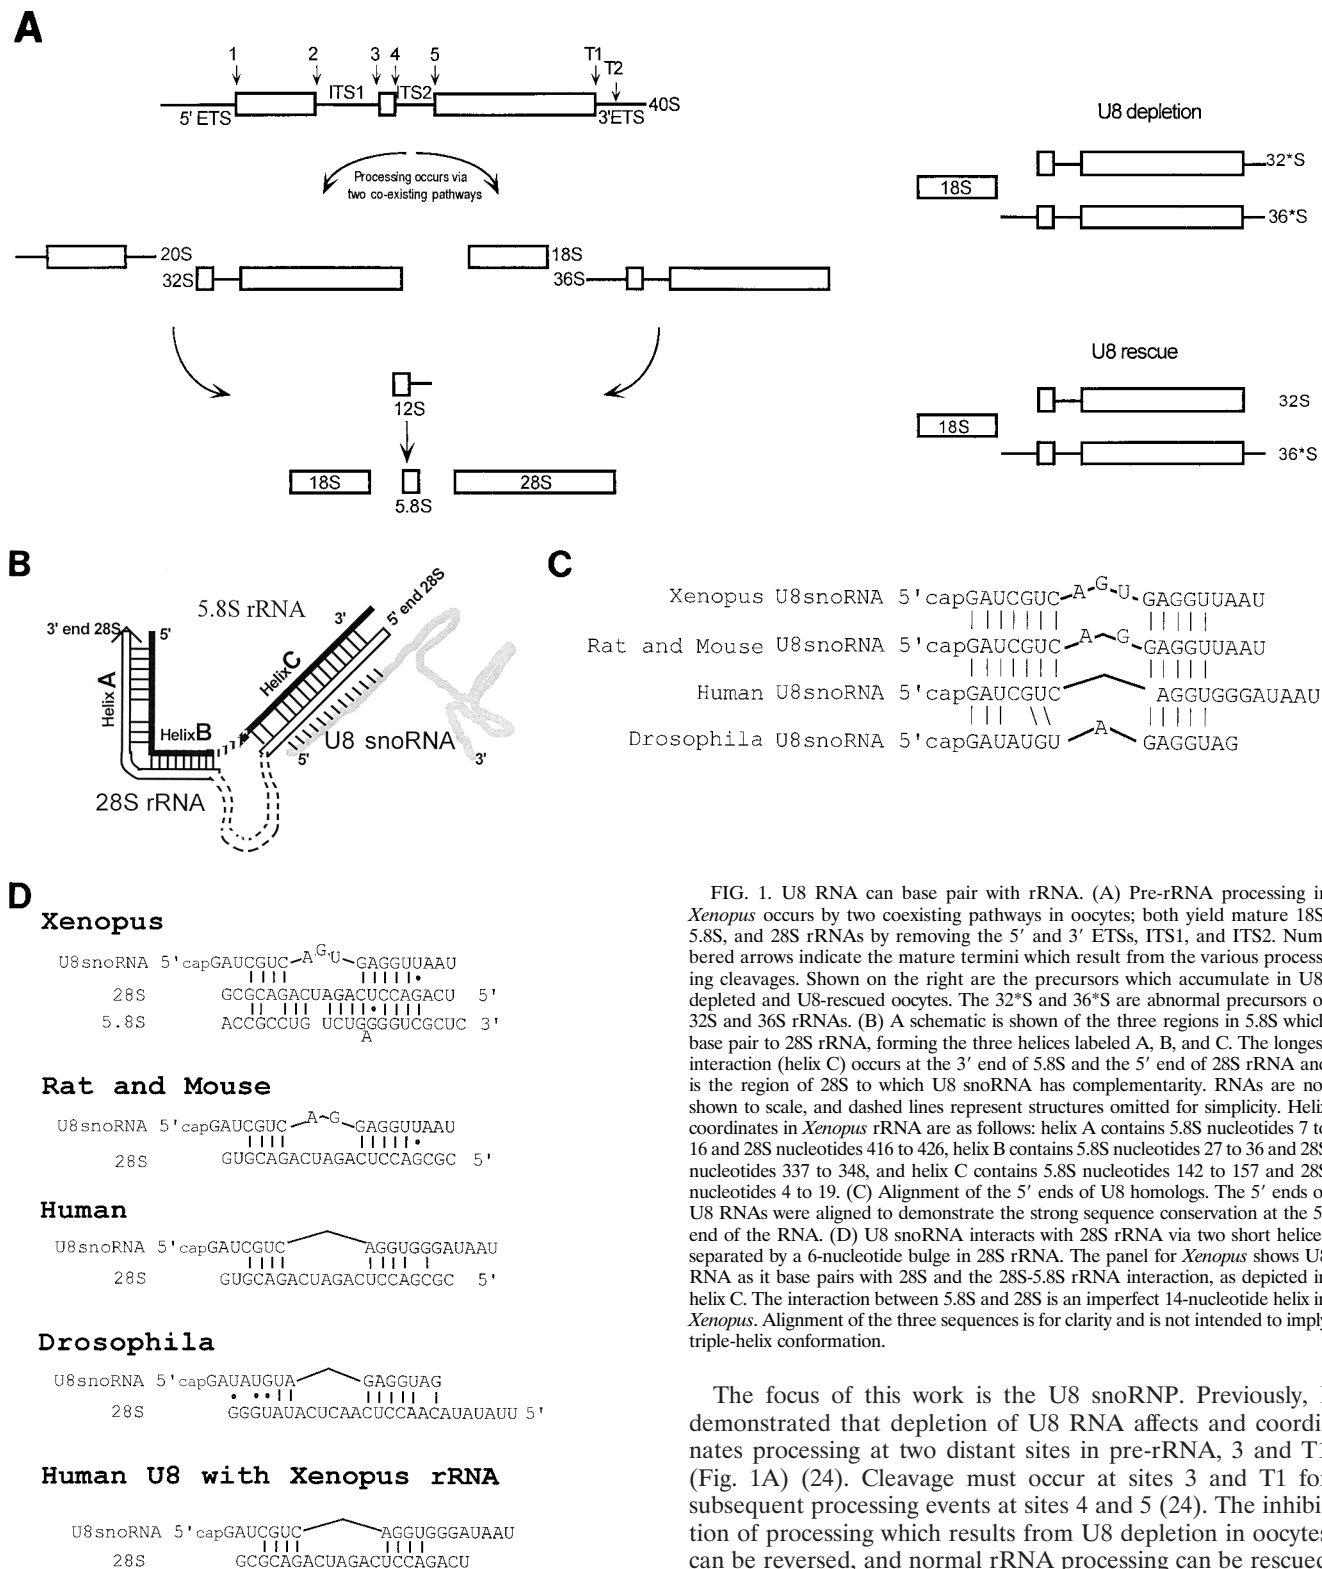 A
1 2 3 4 5 T1
T2
ITS1 ITS2
5' ETS 3'ETS 40S
Processing occurs via
two co-existing pathways
20S
32S
18S
36S
12S
18S 28S
5.8S
U8 depletion
32*S
18S
36*S
U8 rescue
32S
18S
36*S
B
5.8S rRNA
3' end 28S 5'
3' 5' end 28S
Helix A
Helix B
Helix C
U8 snoRNA
5'
3'
28S rRNA
C
Xenopus U8snoRNA 5'capGAUCGUC AGU GAGGUUAAU
Rat and Mouse U8snoRNA 5'capGAUCGUC A G GAGGUUAAU
Human U8snoRNA 5'capGAUCGUC AGGUGGGAUAAU
Drosophila U8snoRNA 5'capGAUAUGU A GAGGUAG
D
Xenopus
U8snoRNA 5'capGAUCGUC AGU GAGGUUAAU
28S GCGCAGACUAGACUCCAGACU 5'
5.8S ACCGCCUG UCUGGGGUCGCUC 3'
A
Rat and Mouse
U8snoRNA 5'capGAUCGUC A~G GAGGUUAAU
28S GUGCAGACUAGACUCCAGCGC 5'
Human
U8snoRNA 5'capGAUCGUC AGGUGGGAUAAU
28S GUGCAGACUAGACUCCAGCGC 5'
Drosophila
U8snoRNA 5'capGAUAUGUA GAGGUAG
28S GGGUAUACUCAACUCCAACAUAUAUU 5'
Human U8 with Xenopus rRNA
U8snoRNA 5'capGAUCGUC AGGUGGGAUAAU
28S GCGCAGACUAGACUCCAGACU
FIG. 1. U8 RNA can base pair with rRNA. (A) Pre-rRNA processing in
Xenopus occurs by two coexisting pathways in oocytes; both yield mature 18S
5.8S, and 28S rRNAs by removing the 5′ and 3′ ETSs, ITS1, and ITS2. Num
bered arrows indicate the mature termini which result from the various process
ing cleavages. Shown on the right are the precursors which accumulate in U8
depleted and U8-rescued oocytes. The 32*S and 36*S are abnormal precursors o
32S and 36S rRNAs. (B) A schematic is shown of the three regions in 5.8S which
base pair to 28S rRNA, forming the three helices labeled A, B, and C. The longes
interaction (helix C) occurs at the 3′ end of 5.8S and the 5′ end of 28S rRNA and
is the region of 28S to which U8 snoRNA has complementarity. RNAs are no
shown to scale, and dashed lines represent structures omitted for simplicity. Heli
coordinates in Xenopus rRNA are as follows: helix A contains 5.8S nucleotides 7 to
16 and 28S nucleotides 416 to 426, helix B contains 5.8S nucleotides 27 to 36 and 28S
nucleotides 337 to 348, and helix C contains 5.8S nucleotides 142 to 157 and 28S
nucleotides 4 to 19. (C) Alignment of the 5′ ends of U8 homologs. The 5′ ends o
U8 RNAs were aligned to demonstrate the strong sequence conservation at the 5
end of the RNA. (D) U8 snoRNA interacts with 28S rRNA via two short helice
separated by a 6-nucleotide bulge in 28S rRNA. The panel for Xenopus shows U8
RNA as it base pairs with 28S and the 28S-5.8S rRNA interaction, as depicted in
helix C. The interaction between 5.8S and 28S is an imperfect 14-nucleotide helix in
Xenopus. Alignment of the three sequences is for clarity and is not intended to imply
triple-helix conformation.
The focus of this work is the U8 snoRNP. Previously, I
demonstrated that depletion of U8 RNA affects and coordi
nates processing at two distant sites in pre-rRNA, 3 and T1
(Fig. 1A) (24). Cleavage must occur at sites 3 and T1 for
subsequent processing events at sites 4 and 5 (24). The inhibi
tion of processing which results from U8 depletion in oocytes
can be reversed, and normal rRNA processing can be rescued